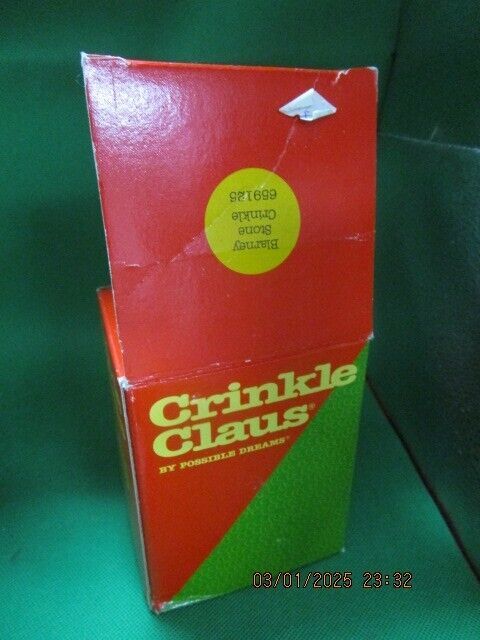 Blarney
Stone
Crinkle
659125
Crinkle
Claus®
BY POSSIBLE DREAMS®
03/01/2025 23:32